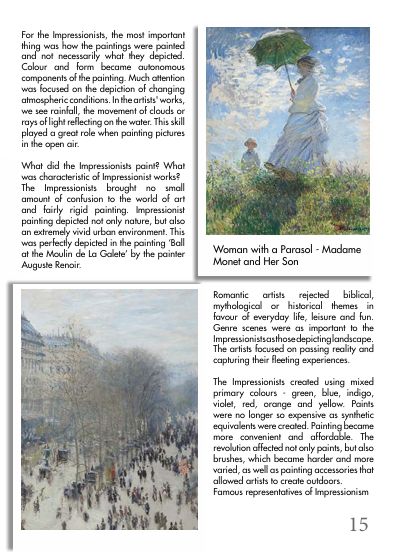 For the Impressionists, the most important
thing was how the paintings were painted
and not necessarily what they depicted.
Colour and form became autonomous
components of the painting. Much attention
was focused on the depiction of changing
atmospheric conditions. In the artists' works,
we see rainfall, the movement of clouds or
rays of light reflecting on the water. This skill
played a great role when painting pictures
in the open air.
What did the Impressionists paint? What
was characteristic of Impressionist works?
The Impressionists brought no small
amount of confusion to the world of art
and fairly rigid painting. Impressionist
painting depicted not only nature, but also
an extremely vivid urban environment. This
was perfectly depicted in the painting 'Ball
at the Moulin de La Galete' by the painter
Auguste Renoir.
Woman with a Parasol - Madame
Monet and Her Son
Romantic artists rejected biblical,
mythological or historical themes in
favour of everyday life, leisure and fun.
Genre scenes were as important to the
Impressionists as those depicting landscape.
The artists focused on passing reality and
capturing their fleeting experiences.
The Impressionists created using mixed
primary colours - green, blue, indigo,
violet, red, orange and yellow. Paints
were no longer so expensive as synthetic
equivalents were created. Painting became
more convenient and affordable. The
revolution affected not only paints, but also
brushes, which became harder and more
varied, as well as painting accessories that
allowed artists to create outdoors.
Famous representatives of Impressionism
15